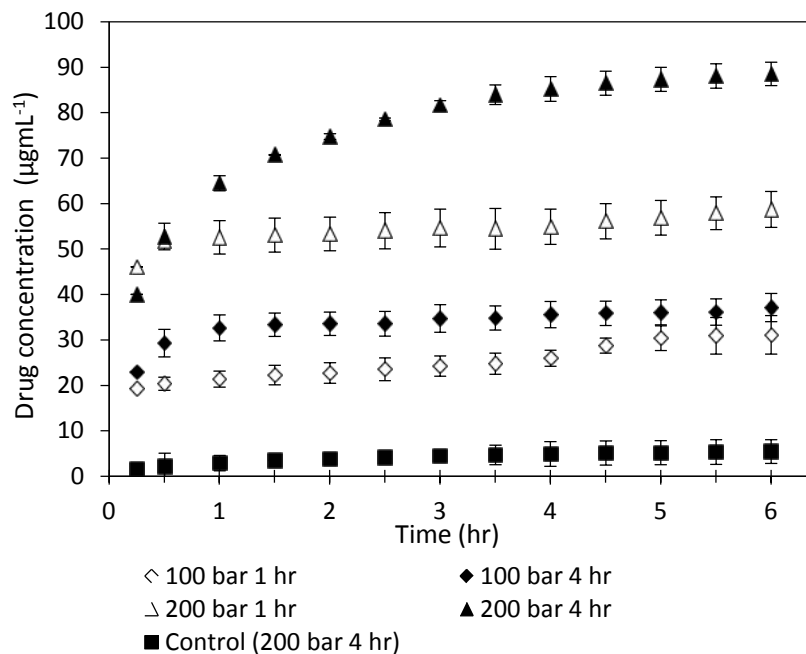 100
90
80
70
60
50
40
30
20
10
0
Drug concentration (µgmL⁻¹)
0 1 2 3 4 5 6
Time (hr)
100 bar 1 hr 100 bar 4 hr
200 bar 1 hr 200 bar 4 hr
Control (200 bar 4 hr)